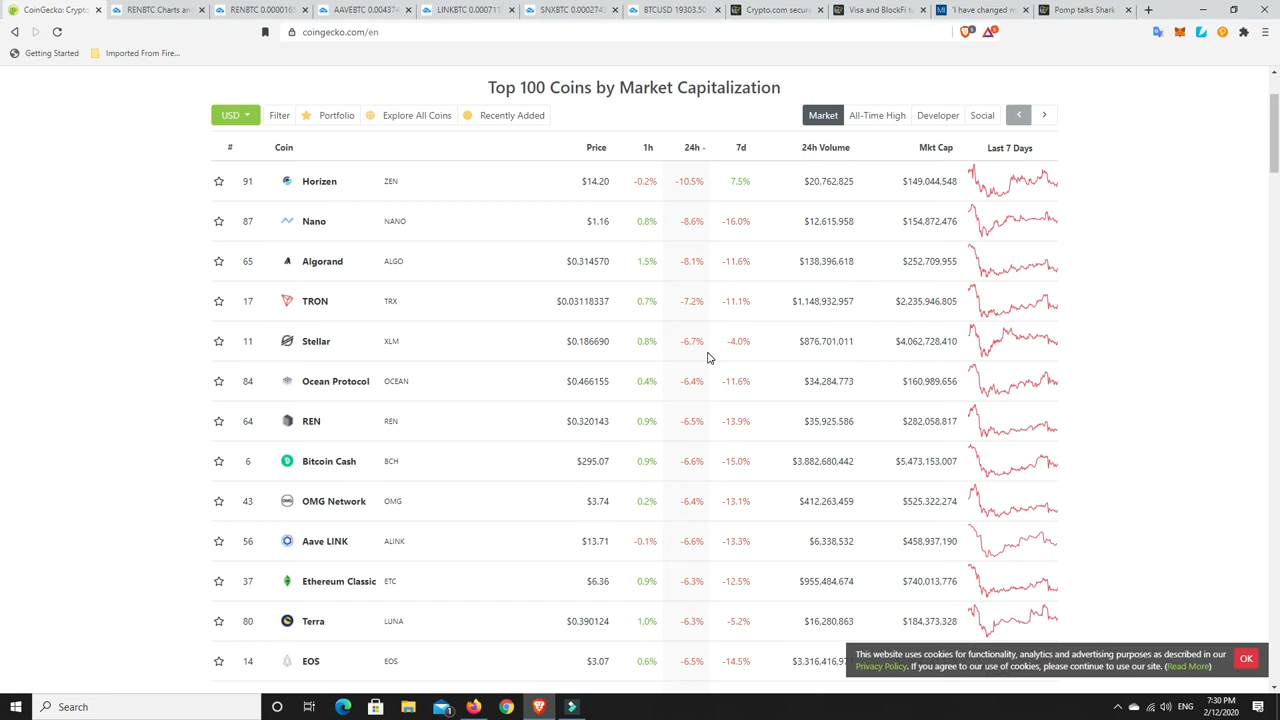 CoinGecko: Crypto
RENBTC Charts an
RENBTC 0.0000165
AAVEBTC 0.004374
LINKBTC 0.000711
SNXBTC 0.0002743
BTCUSD 19303.50
Crypto.com secure
Visa and BlockFi to
'I have changed m
Pomp talks Shark
coingecko.com/en
Getting Started
Imported From Fire...
Top 100 Coins by Market Capitalization
USD Filter Portfolio Explore All Coins Recently Added Market All-Time High Developer Social
# Coin Price 1h 24h 7d 24h Volume Mkt Cap Last 7 Days
91 Horizen ZEN $14.20 -0.2% -10.5% 7.5% $20,762,825 $149,044,548
87 Nano NANO $1.16 0.8% -8.6% -16.0% $12,615,958 $154,872,476
65 Algorand ALGO $0.314570 1.5% -8.1% -11.6% $138,396,618 $252,709,955
17 TRON TRX $0.03118337 0.7% -7.2% -11.1% $1,148,932,957 $2,235,946,805
11 Stellar XLM $0.186690 0.8% -6.7% -4.0% $876,701,011 $4,062,728,410
84 Ocean Protocol OCEAN $0.466155 0.4% -6.4% -11.6% $34,284,773 $160,989,656
64 REN REN $0.320143 0.9% -6.5% -13.9% $35,925,586 $282,058,817
6 Bitcoin Cash BCH $295.07 0.9% -6.6% -15.0% $3,882,680,442 $5,473,153,007
43 OMG Network OMG $3.74 0.2% -6.4% -13.1% $412,263,459 $525,322,274
56 Aave LINK ALINK $13.71 -0.1% -6.6% -13.3% $6,338,532 $458,937,190
37 Ethereum Classic ETC $6.36 0.9% -6.3% -12.5% $955,484,674 $740,013,776
80 Terra LUNA $0.390124 1.0% -6.3% -5.2% $16,280,863 $184,373,328
14 EOS EOS $3.07 0.6% -6.5% -14.5% $3,316,416,9
This website uses cookies for functionality, analytics and advertising purposes as described in our
Privacy Policy. If you agree to our use of cookies, please continue to use our site. (Read More)
OK
Search
ENG
7:30 PM
2/12/2020